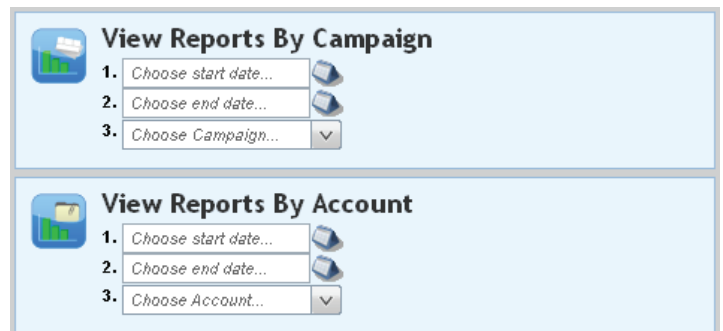 View Reports By Campaign
1. Choose start date...
2. Choose end date...
3. Choose Campaign...
View Reports By Account
1. Choose start date...
2. Choose end date...
3. Choose Account...